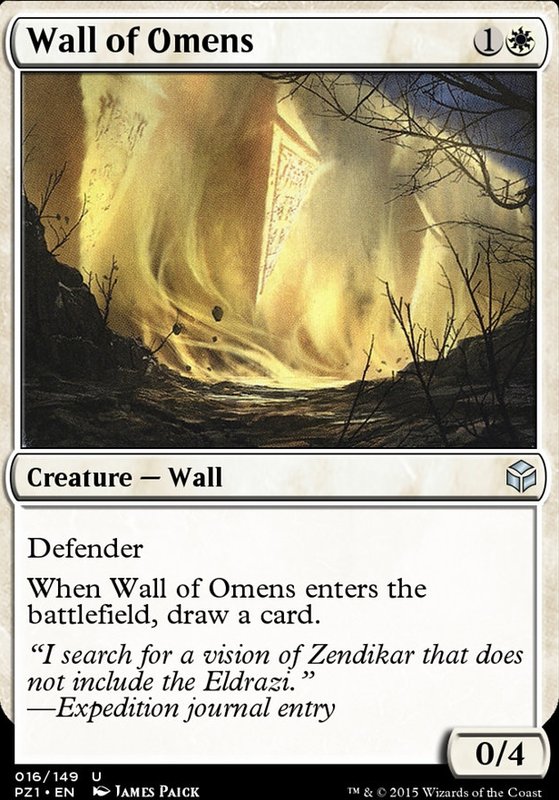 Wall of Omens 1
Creature — Wall
Defender
When Wall of Omens enters the
battlefield, draw a card.
“I search for a vision of Zendikar that does
not include the Eldrazi.”
—Expedition journal entry
0/4
016/149 U
PZ1 • EN James Paick
™ & © 2015 Wizards of the Coast